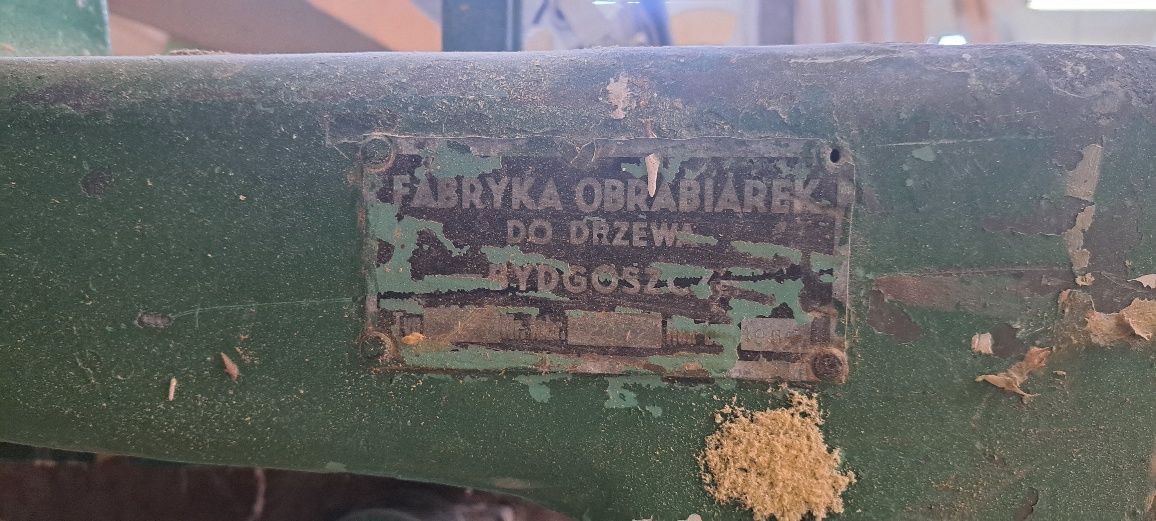 FABRYKA OBRABIAREK
DO DRZEWA
BYDGOSZCZ